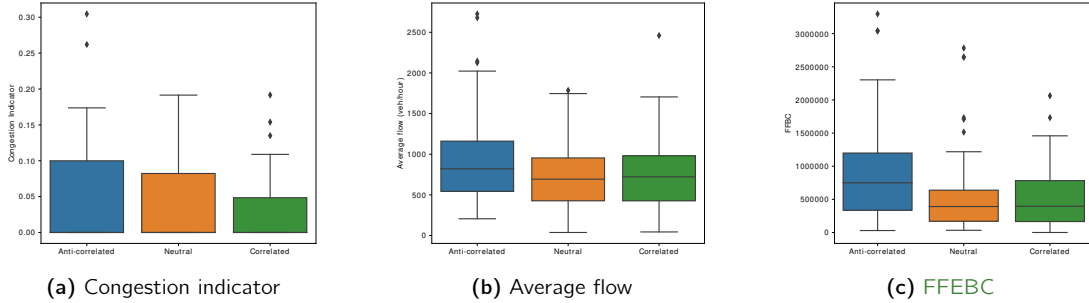 0.30
0.25
0.20
0.15
0.10
0.05
0.00
Congestion Indicator
Anti-correlated Neutral Correlated
(a) Congestion indicator
2500
2000
1500
1000
500
0
Average flow (veh/hour)
Anti-correlated Neutral Correlated
(b) Average flow
3000000
2500000
2000000
1500000
1000000
500000
0
FFBC
Anti-correlated Neutral Correlated
(c) FFEBC